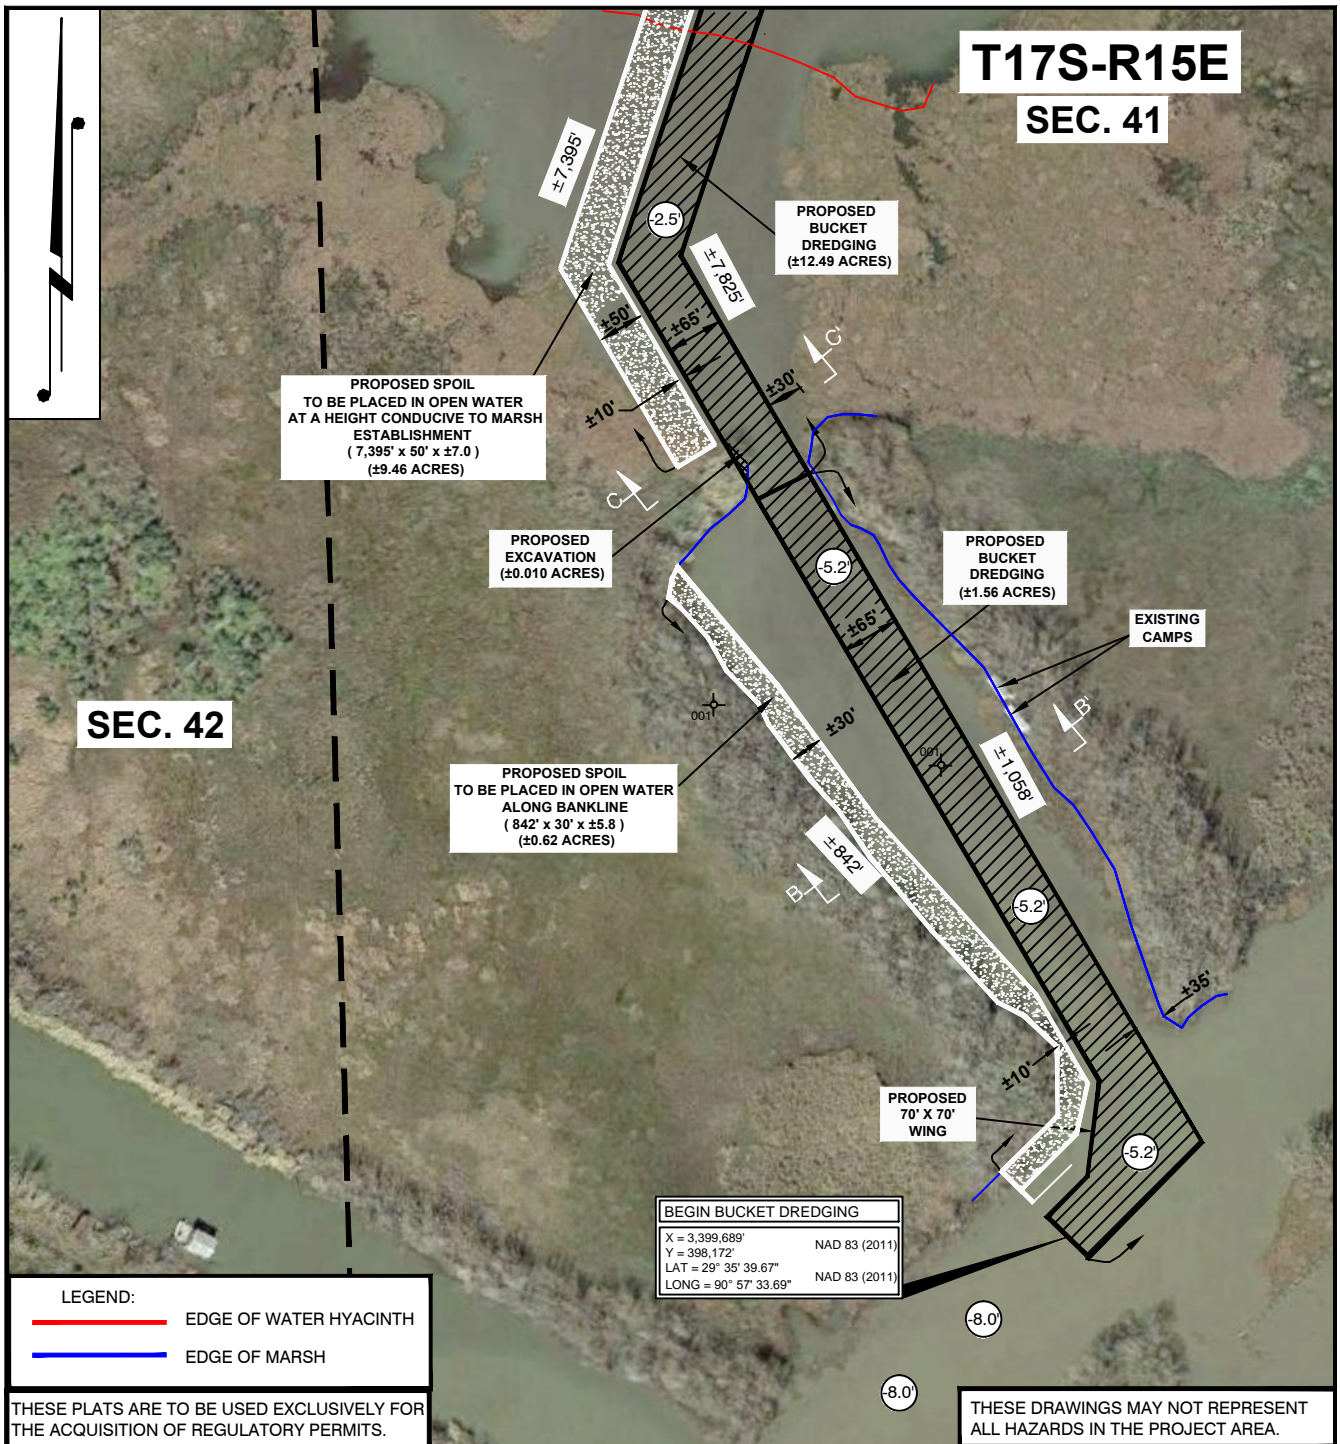 T17S-R15E
SEC. 41
±7,395'
-2.5'
PROPOSED
BUCKET
DREDGING
(±12.49 ACRES)
±7,825'
±50'
±65'
C'
±30'
±10'
PROPOSED SPOIL
TO BE PLACED IN OPEN WATER
AT A HEIGHT CONDUCIVE TO MARSH
ESTABLISHMENT
( 7,395' x 50' x ±7.0 )
(±9.46 ACRES)
C
PROPOSED
EXCAVATION
(±0.010 ACRES)
-5.2'
PROPOSED
BUCKET
DREDGING
(±1.56 ACRES)
±65'
EXISTING
CAMPS
SEC. 42
001
B'
±30'
001
±1,058'
PROPOSED SPOIL
TO BE PLACED IN OPEN WATER
ALONG BANKLINE
( 842' x 30' x ±5.8 )
(±0.62 ACRES)
±842'
B
-5.2'
±35'
±10'
PROPOSED
70' X 70'
WING
-5.2'
BEGIN BUCKET DREDGING
X = 3,399,689'
Y = 398,172' NAD 83 (2011)
LAT = 29° 35' 39.67"
LONG = 90° 57' 33.69" NAD 83 (2011)
-8.0'
-8.0'
LEGEND:
EDGE OF WATER HYACINTH
EDGE OF MARSH
THESE PLATS ARE TO BE USED EXCLUSIVELY FOR
THE ACQUISITION OF REGULATORY PERMITS.
THESE DRAWINGS MAY NOT REPRESENT
ALL HAZARDS IN THE PROJECT AREA.